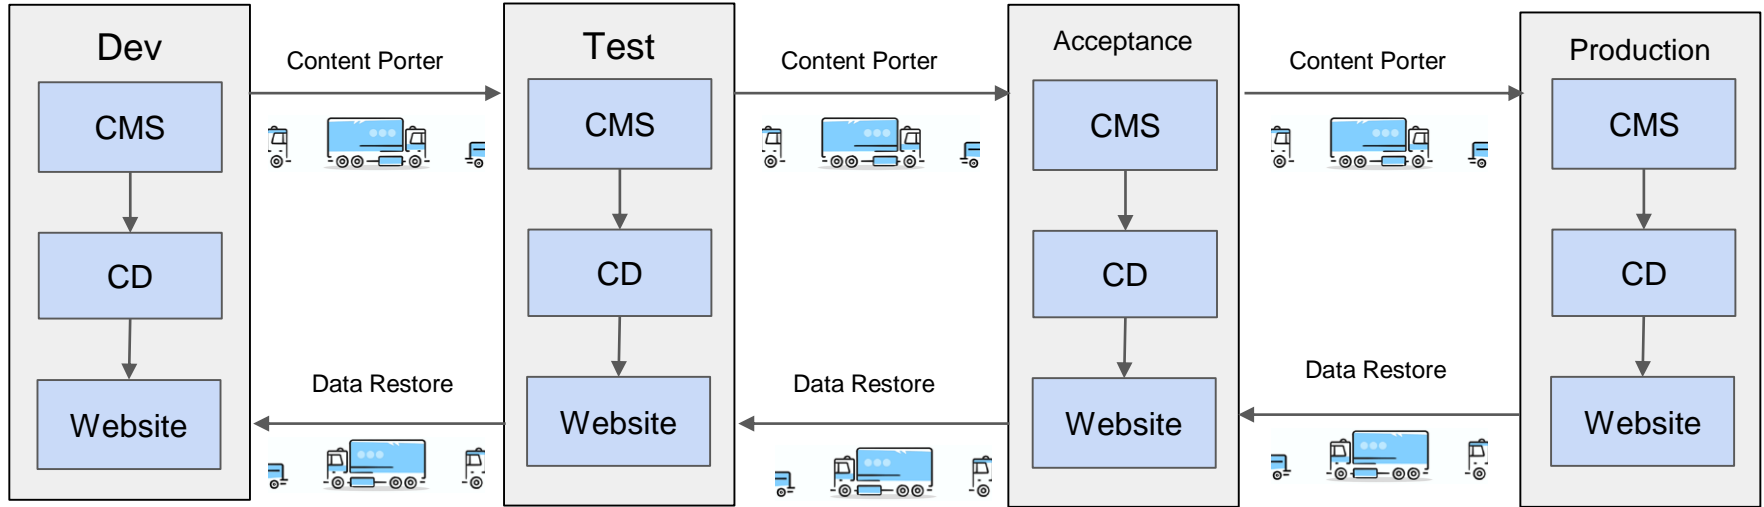 Dev
CMS
CD
Website
Content Porter
Data Restore
Test
CMS
CD
Website
Content Porter
Data Restore
Acceptance
CMS
CD
Website
Content Porter
Data Restore
Production
CMS
CD
Website